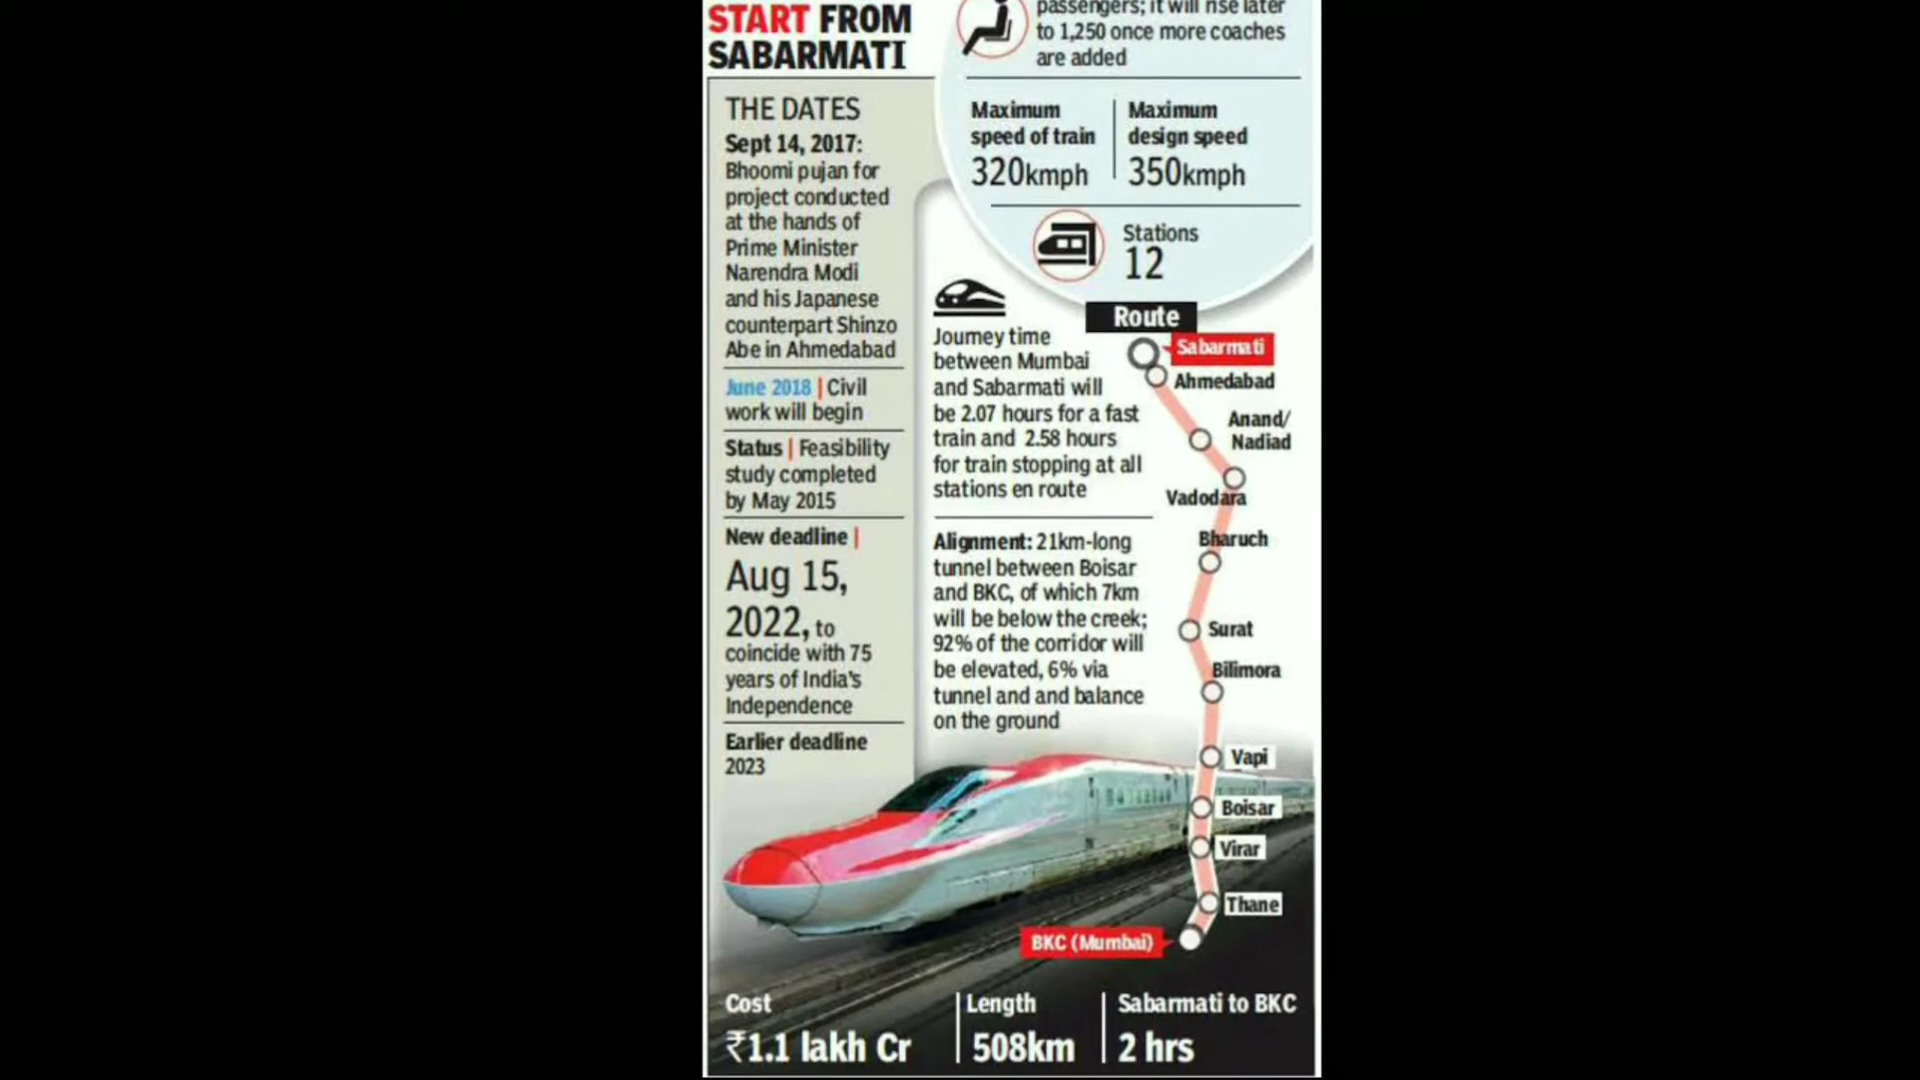 START FROM
SABARMATI
THE DATES
Sept 14, 2017:
Bhoomi pujan for
project conducted
at the hands of
Prime Minister
Narendra Modi
and his Japanese
counterpart Shinzo
Abe in Ahmedabad
June 2018 | Civil
work will begin
Status | Feasibility
study completed
by May 2015
New deadline |
Aug 15,
2022, to
coincide with 75
years of India's
Independence
Earlier deadline
2023
passengers; it will rise later
to 1,250 once more coaches
are added
Maximum
speed of train
320kmph
Maximum
design speed
350kmph
Stations
12
Journey time
between Mumbai
and Sabarmati will
be 2.07 hours for a fast
train and 2.58 hours
for train stopping at all
stations en route
Alignment: 21km-long
tunnel between Boisar
and BKC, of which 7km
will be below the creek;
92% of the corridor will
be elevated, 6% via
tunnel and and balance
on the ground
Route
Sabarmati
Ahmedabad
Anand/
Nadiad
Vadodara
Bharuch
Surat
Bilimora
Vapi
Boisar
Virar
Thane
BKC (Mumbai)
Cost
₹1.1 lakh Cr
Length
508km
Sabarmati to BKC
2 hrs